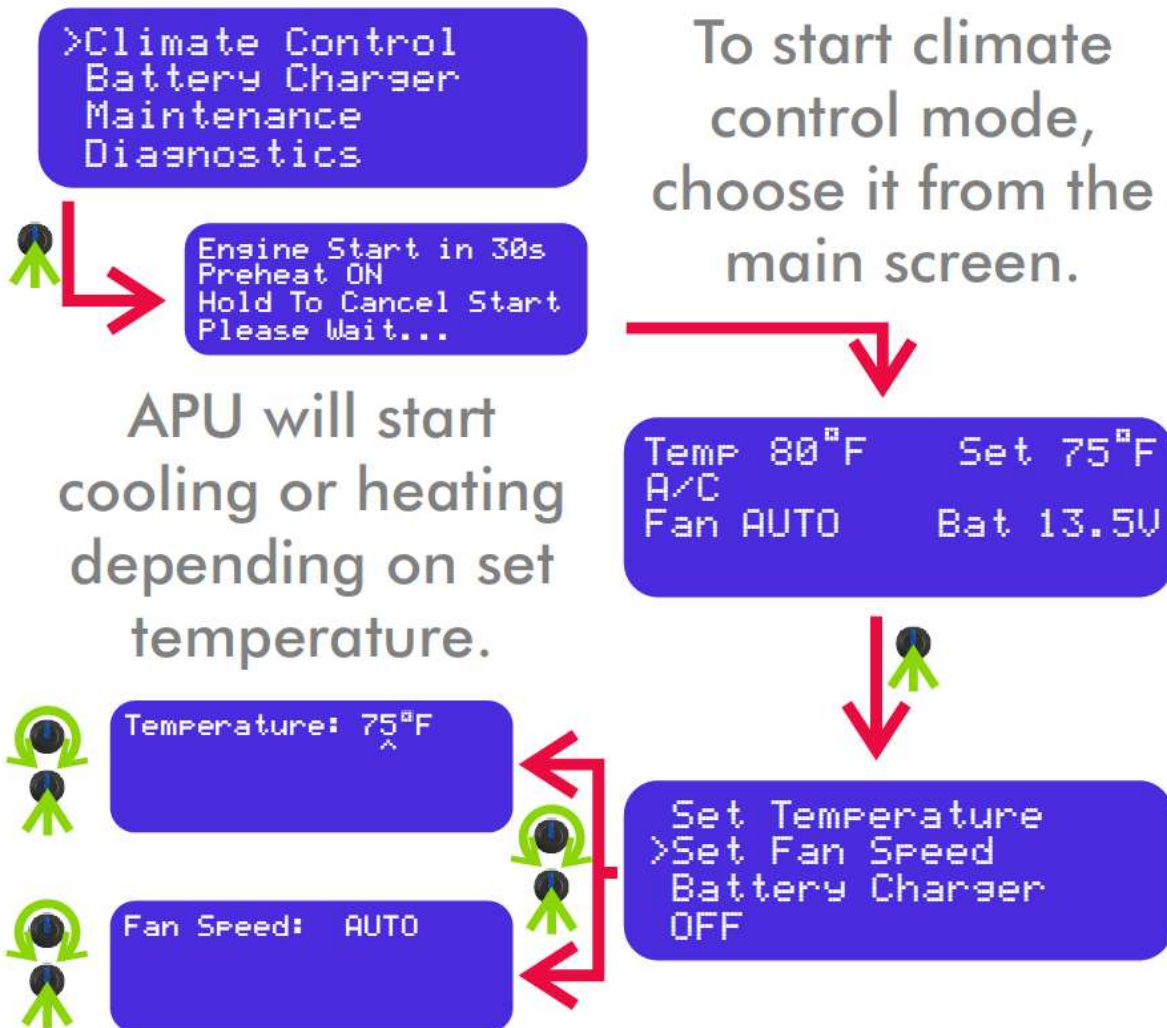 >Climate Control
Battery Charger
Maintenance
Diagnostics
To start climate
control mode,
choose it from the
main screen.
Engine Start in 30s
Preheat ON
Hold To Cancel Start
Please Wait...
APU will start
cooling or heating
depending on set
temperature.
Temp 80°F Set 75°F
A/C
Fan AUTO Bat 13.5V
Set Temperature
>Set Fan Speed
Battery Charger
OFF
Temperature: 75°F
^
Fan Speed: AUTO